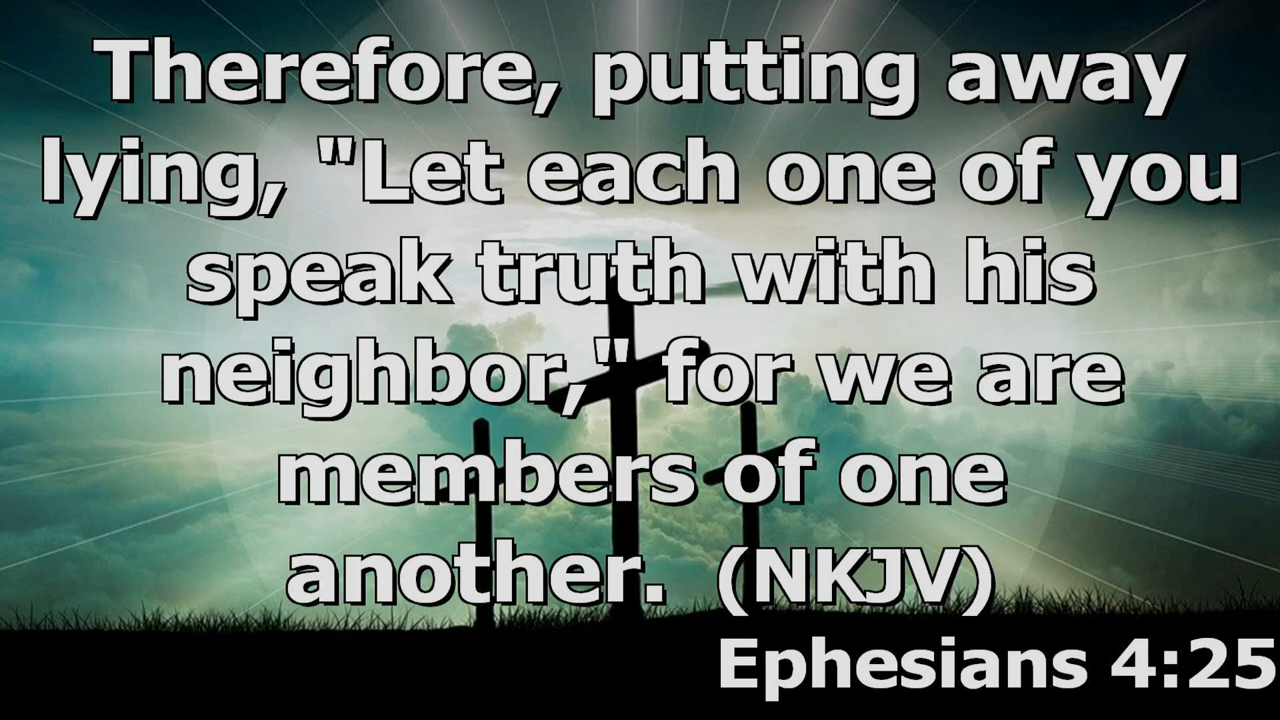 Therefore, putting away
lying, "Let each one of you
speak truth with his
neighbor," for we are
members of one
another. (NKJV)
Ephesians 4:25